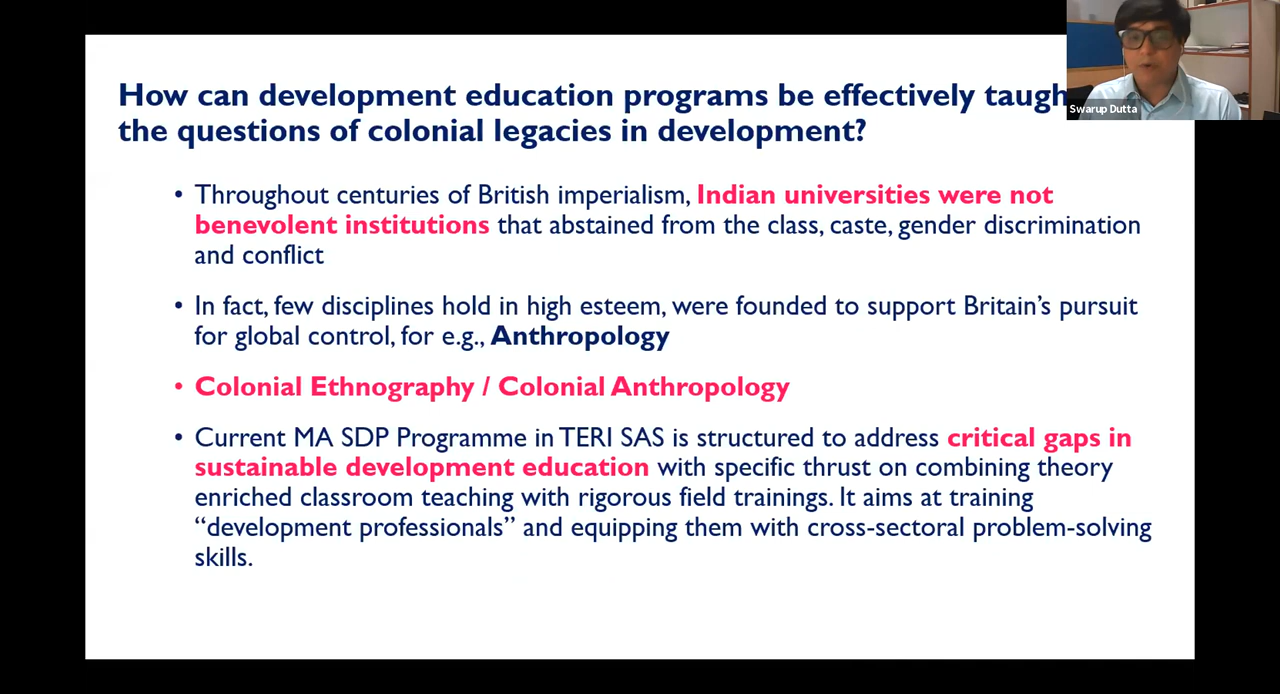 How can development education programs be effectively taugh
the questions of colonial legacies in development?
Swarup Dutta
• Throughout centuries of British imperialism, Indian universities were not
benevolent institutions that abstained from the class, caste, gender discrimination
and conflict
• In fact, few disciplines hold in high esteem, were founded to support Britain's pursuit
for global control, for e.g., Anthropology
• Colonial Ethnography / Colonial Anthropology
• Current MA SDP Programme in TERI SAS is structured to address critical gaps in
sustainable development education with specific thrust on combining theory
enriched classroom teaching with rigorous field trainings. It aims at training
“development professionals” and equipping them with cross-sectoral problem-solving
skills.